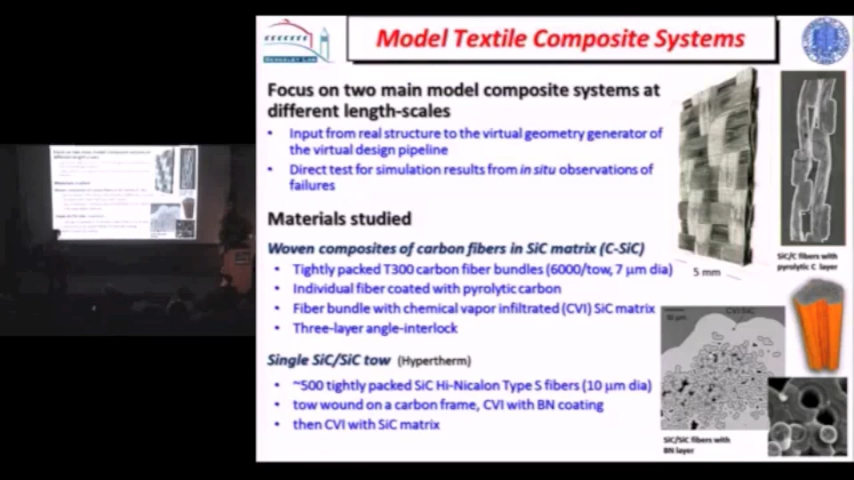 BERKELEY LAB
Model Textile Composite Systems
Focus on two main model composite systems at
different length-scales
• Input from real structure to the virtual geometry generator of
the virtual design pipeline
• Direct test for simulation results from in situ observations of
failures
Materials studied
Woven composites of carbon fibers in SiC matrix (C-SiC)
• Tightly packed T300 carbon fiber bundles (6000/tow, 7 μm dia)
• Individual fiber coated with pyrolytic carbon
• Fiber bundle with chemical vapor infiltrated (CVI) SiC matrix
• Three-layer angle-interlock
Single SiC/SiC tow (Hypertherm)
• ~500 tightly packed SiC Hi-Nicalon Type S fibers (10 μm dia)
• tow wound on a carbon frame, CVI with BN coating
• then CVI with SiC matrix
5 mm
SiC/C fibers with
pyrolytic C layer
CVI SiC
SiC/SiC fibers with
BN layer